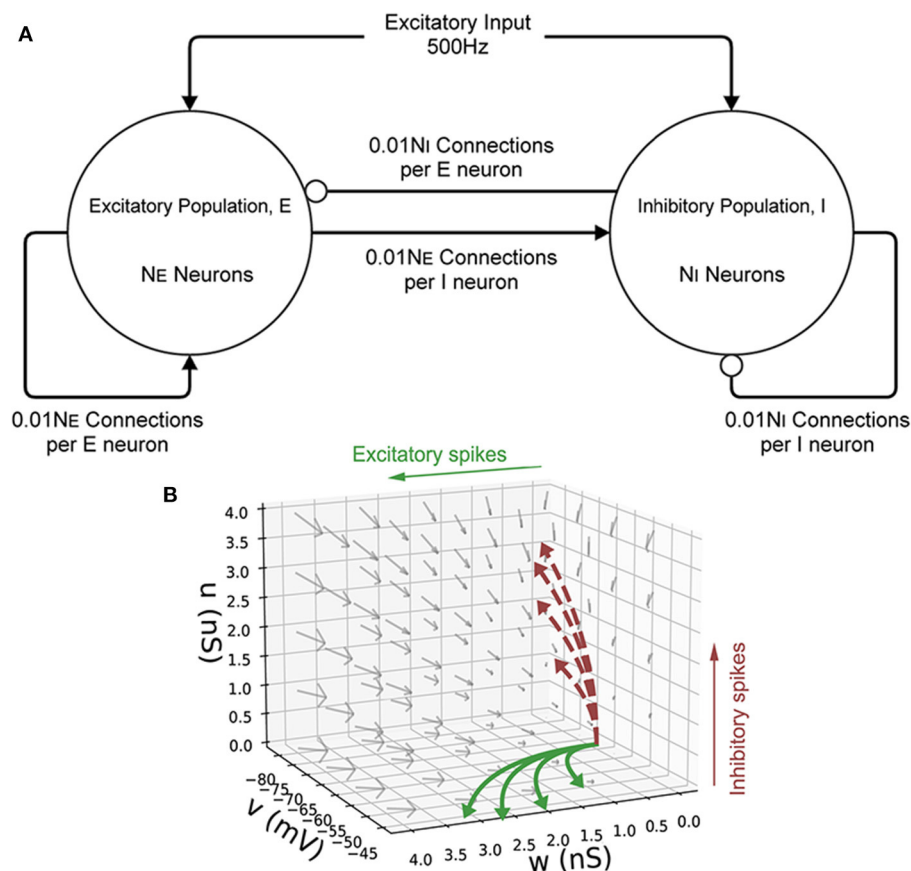 A
Excitatory Input
500Hz
0.01NI Connections
per E neuron
Excitatory Population, E
Inhibitory Population, I
0.01NE Connections
per I neuron
NE Neurons
NI Neurons
0.01NE Connections
per E neuron
0.01NI Connections
per I neuron
Excitatory spikes
B
4.0
3.5
3.0
2.5
2.0
1.5
1.0
0.5
0.0
u (nS)
Inhibitory spikes
−80
−75
−70
−65
−60
−55
−50
−45
v (mV)
4.0 3.5 3.0 2.5 2.0 1.5 1.0 0.5 0.0
w (nS)